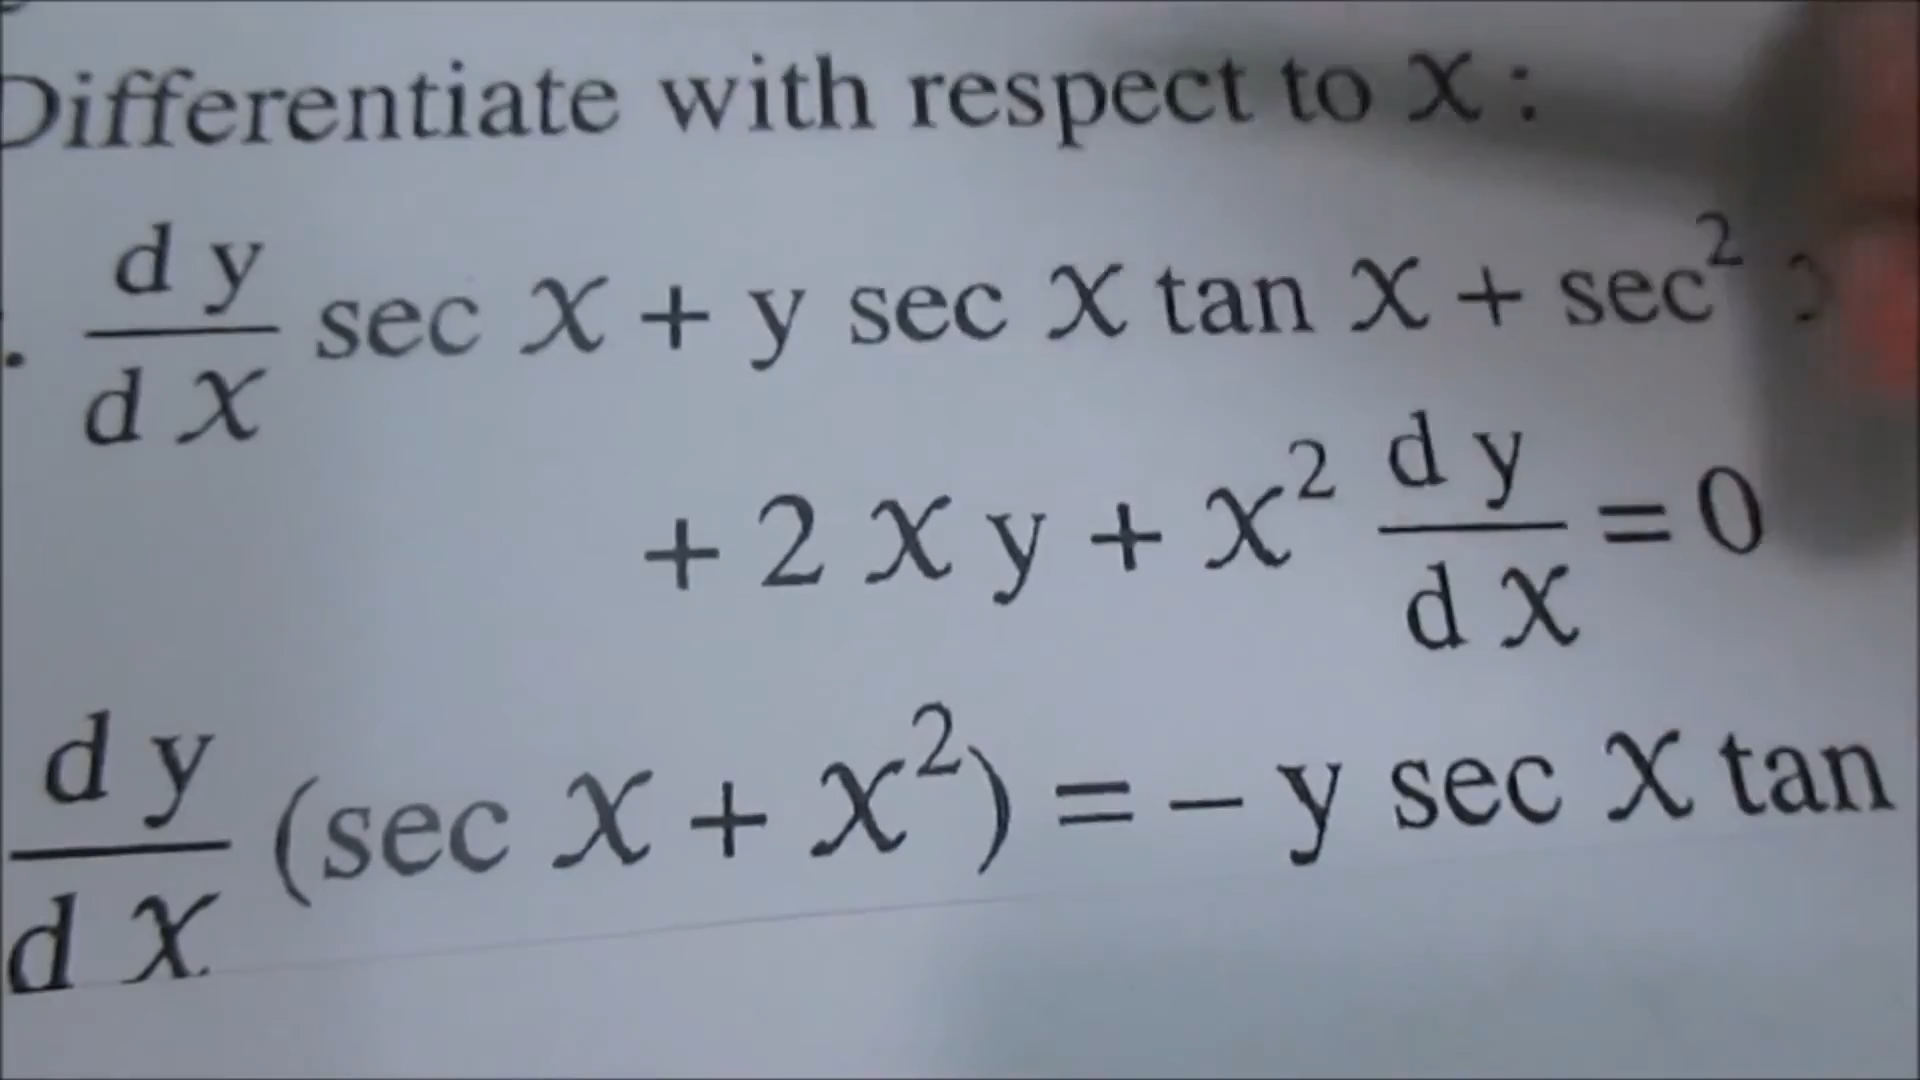 Differentiate with respect to x :
. dy/dx sec x + y sec x tan x + sec²
+ 2 x y + x² dy/dx = 0
dy/dx (sec x + x²) = – y sec x tan